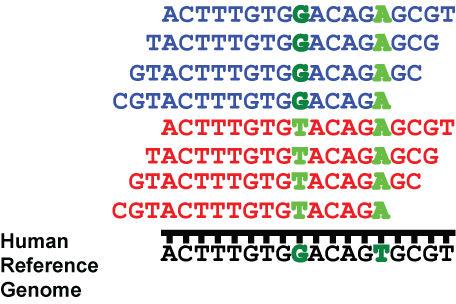 ACTTTGTGGACAGAGCGT
TACTTTGTGGACAGAGCG
GTACTTTGTGGACAGAGC
CGTACTTTGTGGACAGA
ACTTTGTGTACAGAGCGT
TACTTTGTGTACAGAGCG
GTACTTTGTGTACAGAGC
CGTACTTTGTGTACAGA
Human
Reference
Genome
ACTTTGTGGACAGTGCGT